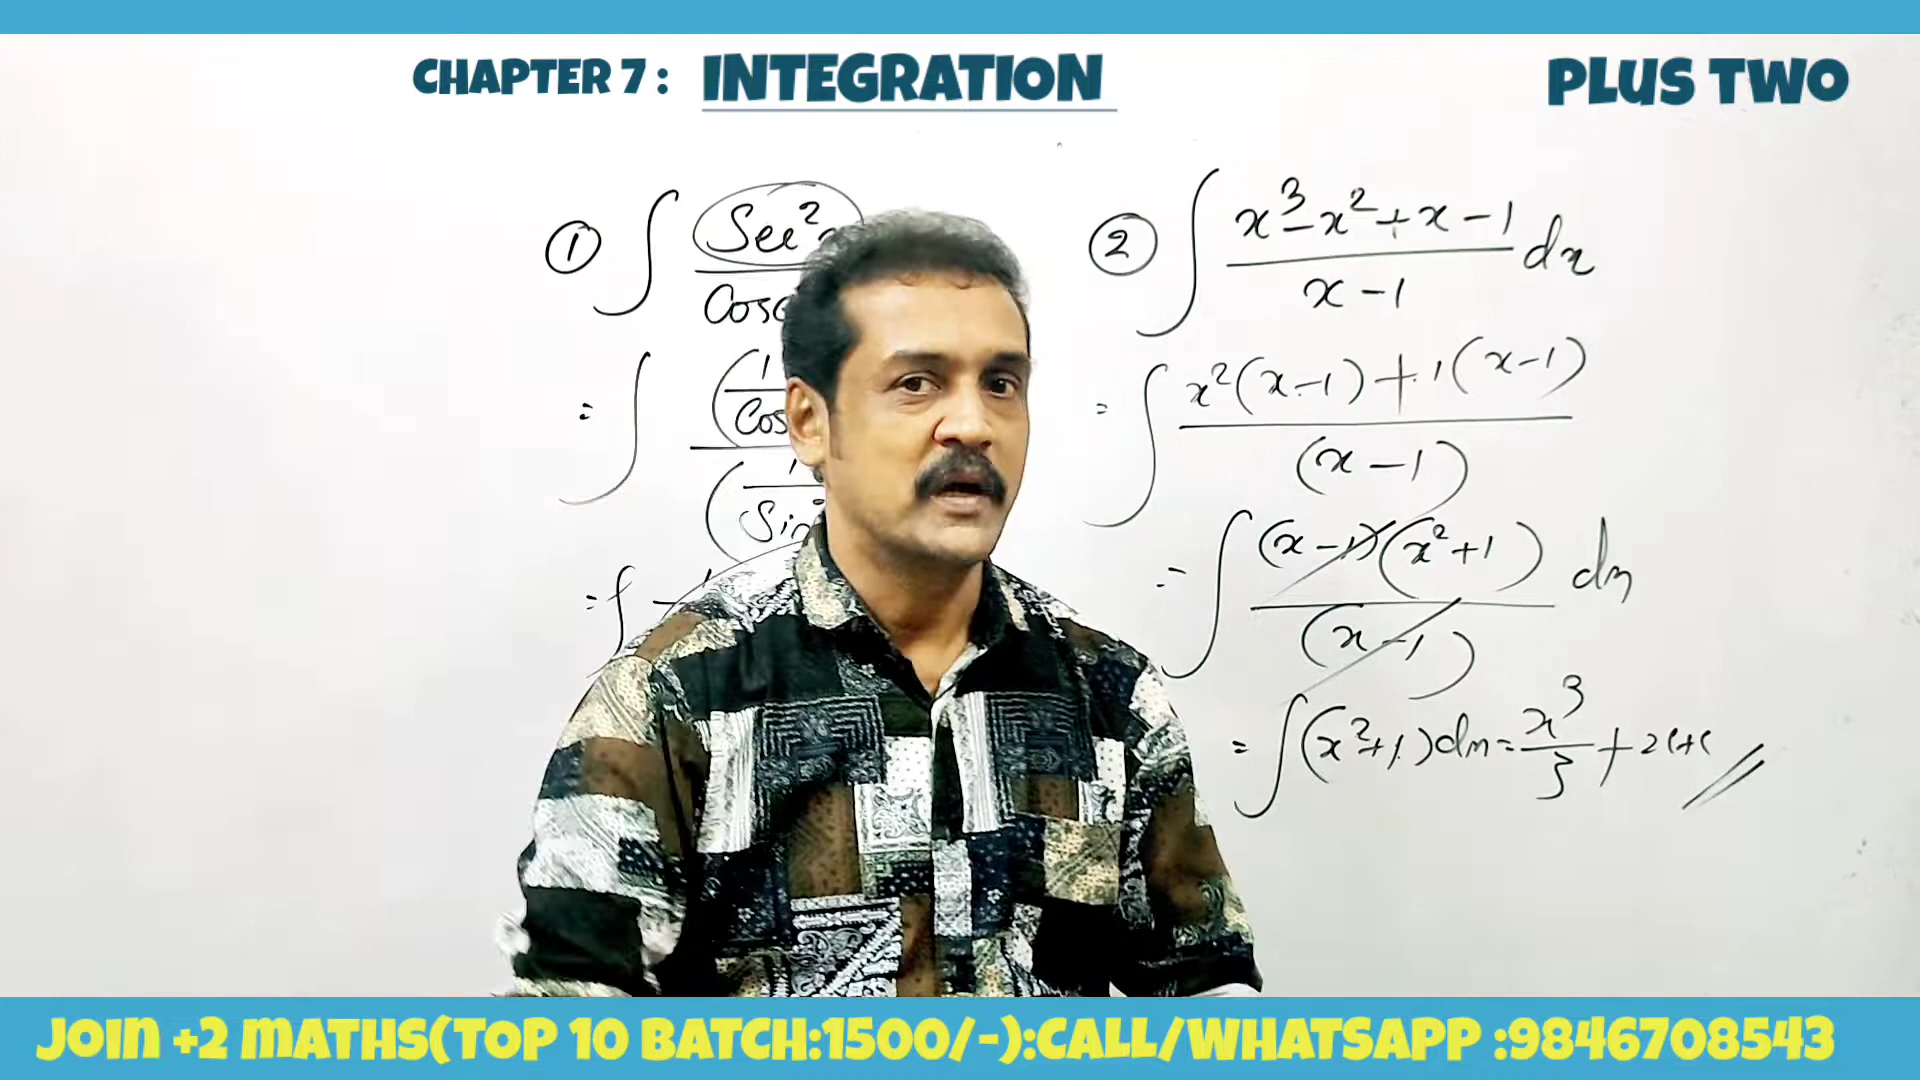 CHAPTER 7 : INTEGRATION
PLUS TWO
① ∫ Sec²
Cos
= ∫ (1
Cos
(1
Sin
= ∫
② ∫ x³-x²+x-1 dx
x-1
= ∫ x²(x-1)+1(x-1)
(x-1)
= ∫ (x-1)(x²+1) dx
(x-1)
= ∫(x²+1)dx = x³/3 + x+c //
JOIN +2 MATHS(TOP 10 BATCH:1500/-):CALL/WHATSAPP :9846708543